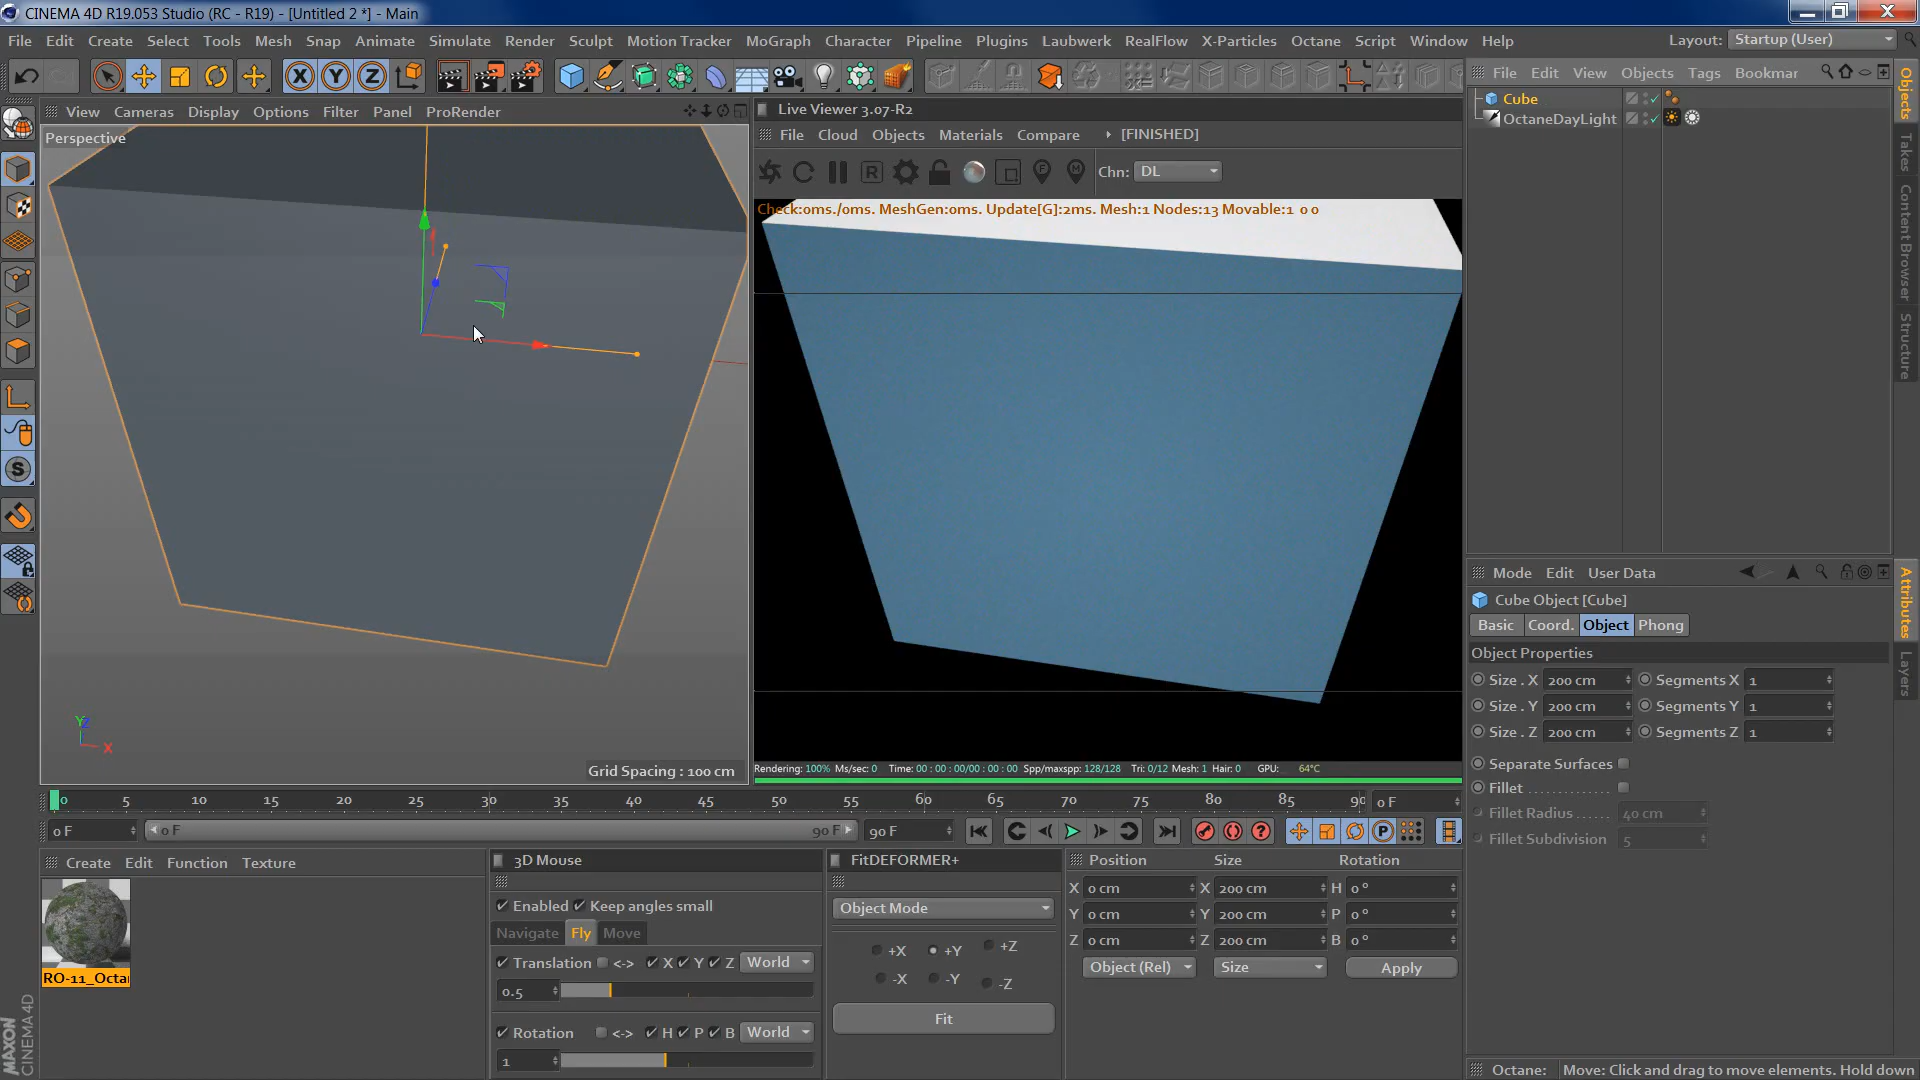 CINEMA 4D R19.053 Studio (RC - R19) - [Untitled 2 *] - Main
File Edit Create Select Tools Mesh Snap Animate Simulate Render Sculpt Motion Tracker MoGraph Character Pipeline Plugins Laubwerk RealFlow X-Particles Octane Script Window Help Layout: Startup (User)
X Y Z
View Cameras Display Options Filter Panel ProRender
Perspective
Grid Spacing : 100 cm
Y Z X
Live Viewer 3.07-R2
File Cloud Objects Materials Compare [FINISHED]
R Chn: DL
Check:0ms./0ms. MeshGen:0ms. Update[G]:2ms. Mesh:1 Nodes:13 Movable:1 0 0
Rendering: 100% Ms/sec: 0 Time: 00 : 00 : 00/00 : 00 : 00 Spp/maxspp: 128/128 Tri: 0/12 Mesh: 1 Hair: 0 GPU: 64°C
File Edit View Objects Tags Bookmar
Cube
OctaneDayLight
Objects
Takes
Content Browser
Structure
Mode Edit User Data
Cube Object [Cube]
Basic Coord. Object Phong
Object Properties
Size . X 200 cm Segments X 1
Size . Y 200 cm Segments Y 1
Size . Z 200 cm Segments Z 1
Separate Surfaces
Fillet
Fillet Radius 40 cm
Fillet Subdivision 5
Attributes
Layers
0 5 10 15 20 25 30 35 40 45 50 55 60 65 70 75 80 85 90 0 F
0 F 0 F 90 F 90 F P
Create Edit Function Texture
RO-11_Octa
3D Mouse
Enabled Keep angles small
Navigate Fly Move
Translation <-> X Y Z World
0.5
Rotation <-> H P B World
1
FitDEFORMER+
Object Mode
+X +Y +Z
-X -Y -Z
Fit
Position Size Rotation
X 0 cm X 200 cm H 0 °
Y 0 cm Y 200 cm P 0 °
Z 0 cm Z 200 cm B 0 °
Object (Rel) Size Apply
MAXON
CINEMA 4D
Octane: Move: Click and drag to move elements. Hold down